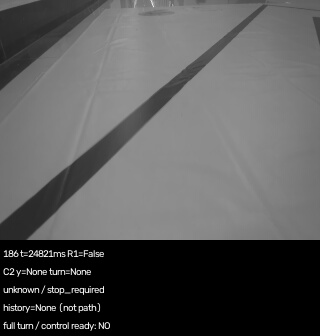 186 t=24821ms R1=False
C2 y=None turn=None
unknown / stop_required
history=None (not path)
full turn / control ready: NO